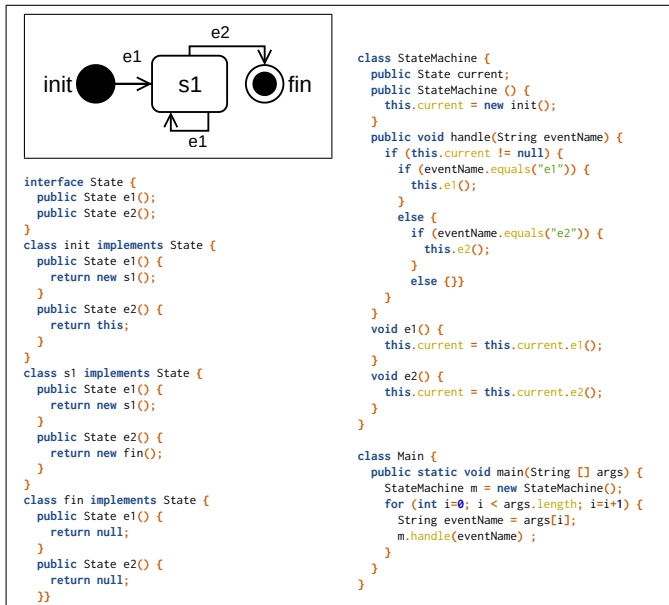 e2
e1
init
s1
fin
e1
interface State {
public State e1();
public State e2();
}
class init implements State {
public State e1() {
return new s1();
}
public State e2() {
return this;
}
}
class s1 implements State {
public State e1() {
return new s1();
}
public State e2() {
return new fin();
}
}
class fin implements State {
public State e1() {
return null;
}
public State e2() {
return null;
}}
class StateMachine {
public State current;
public StateMachine () {
this.current = new init();
}
public void handle(String eventName) {
if (this.current != null) {
if (eventName.equals("e1")) {
this.e1();
}
else {
if (eventName.equals("e2")) {
this.e2();
}
else {}}
}
}
void e1() {
this.current = this.current.e1();
}
void e2() {
this.current = this.current.e2();
}
}
class Main {
public static void main(String [] args) {
StateMachine m = new StateMachine();
for (int i=0; i < args.length; i=i+1) {
String eventName = args[i];
m.handle(eventName) ;
}
}
}